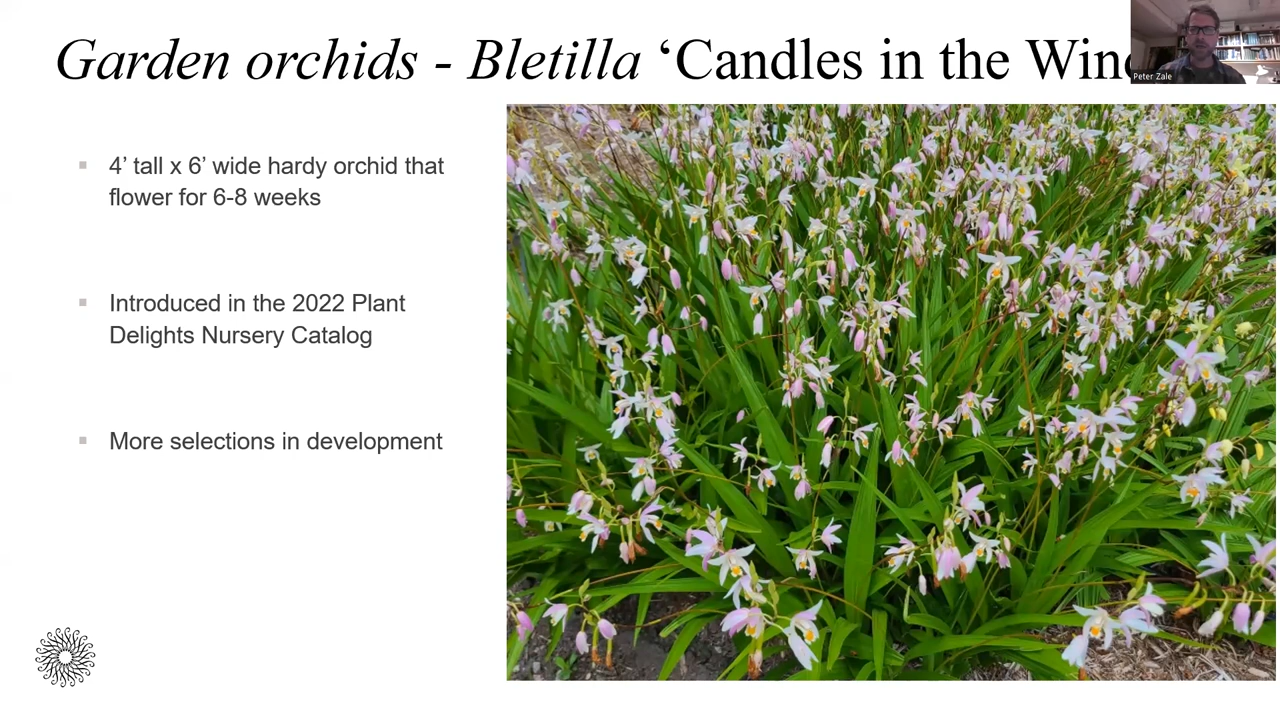 Garden orchids - Bletilla ‘Candles in the Win
Peter Zale
4’ tall x 6’ wide hardy orchid that
flower for 6-8 weeks
Introduced in the 2022 Plant
Delights Nursery Catalog
More selections in development